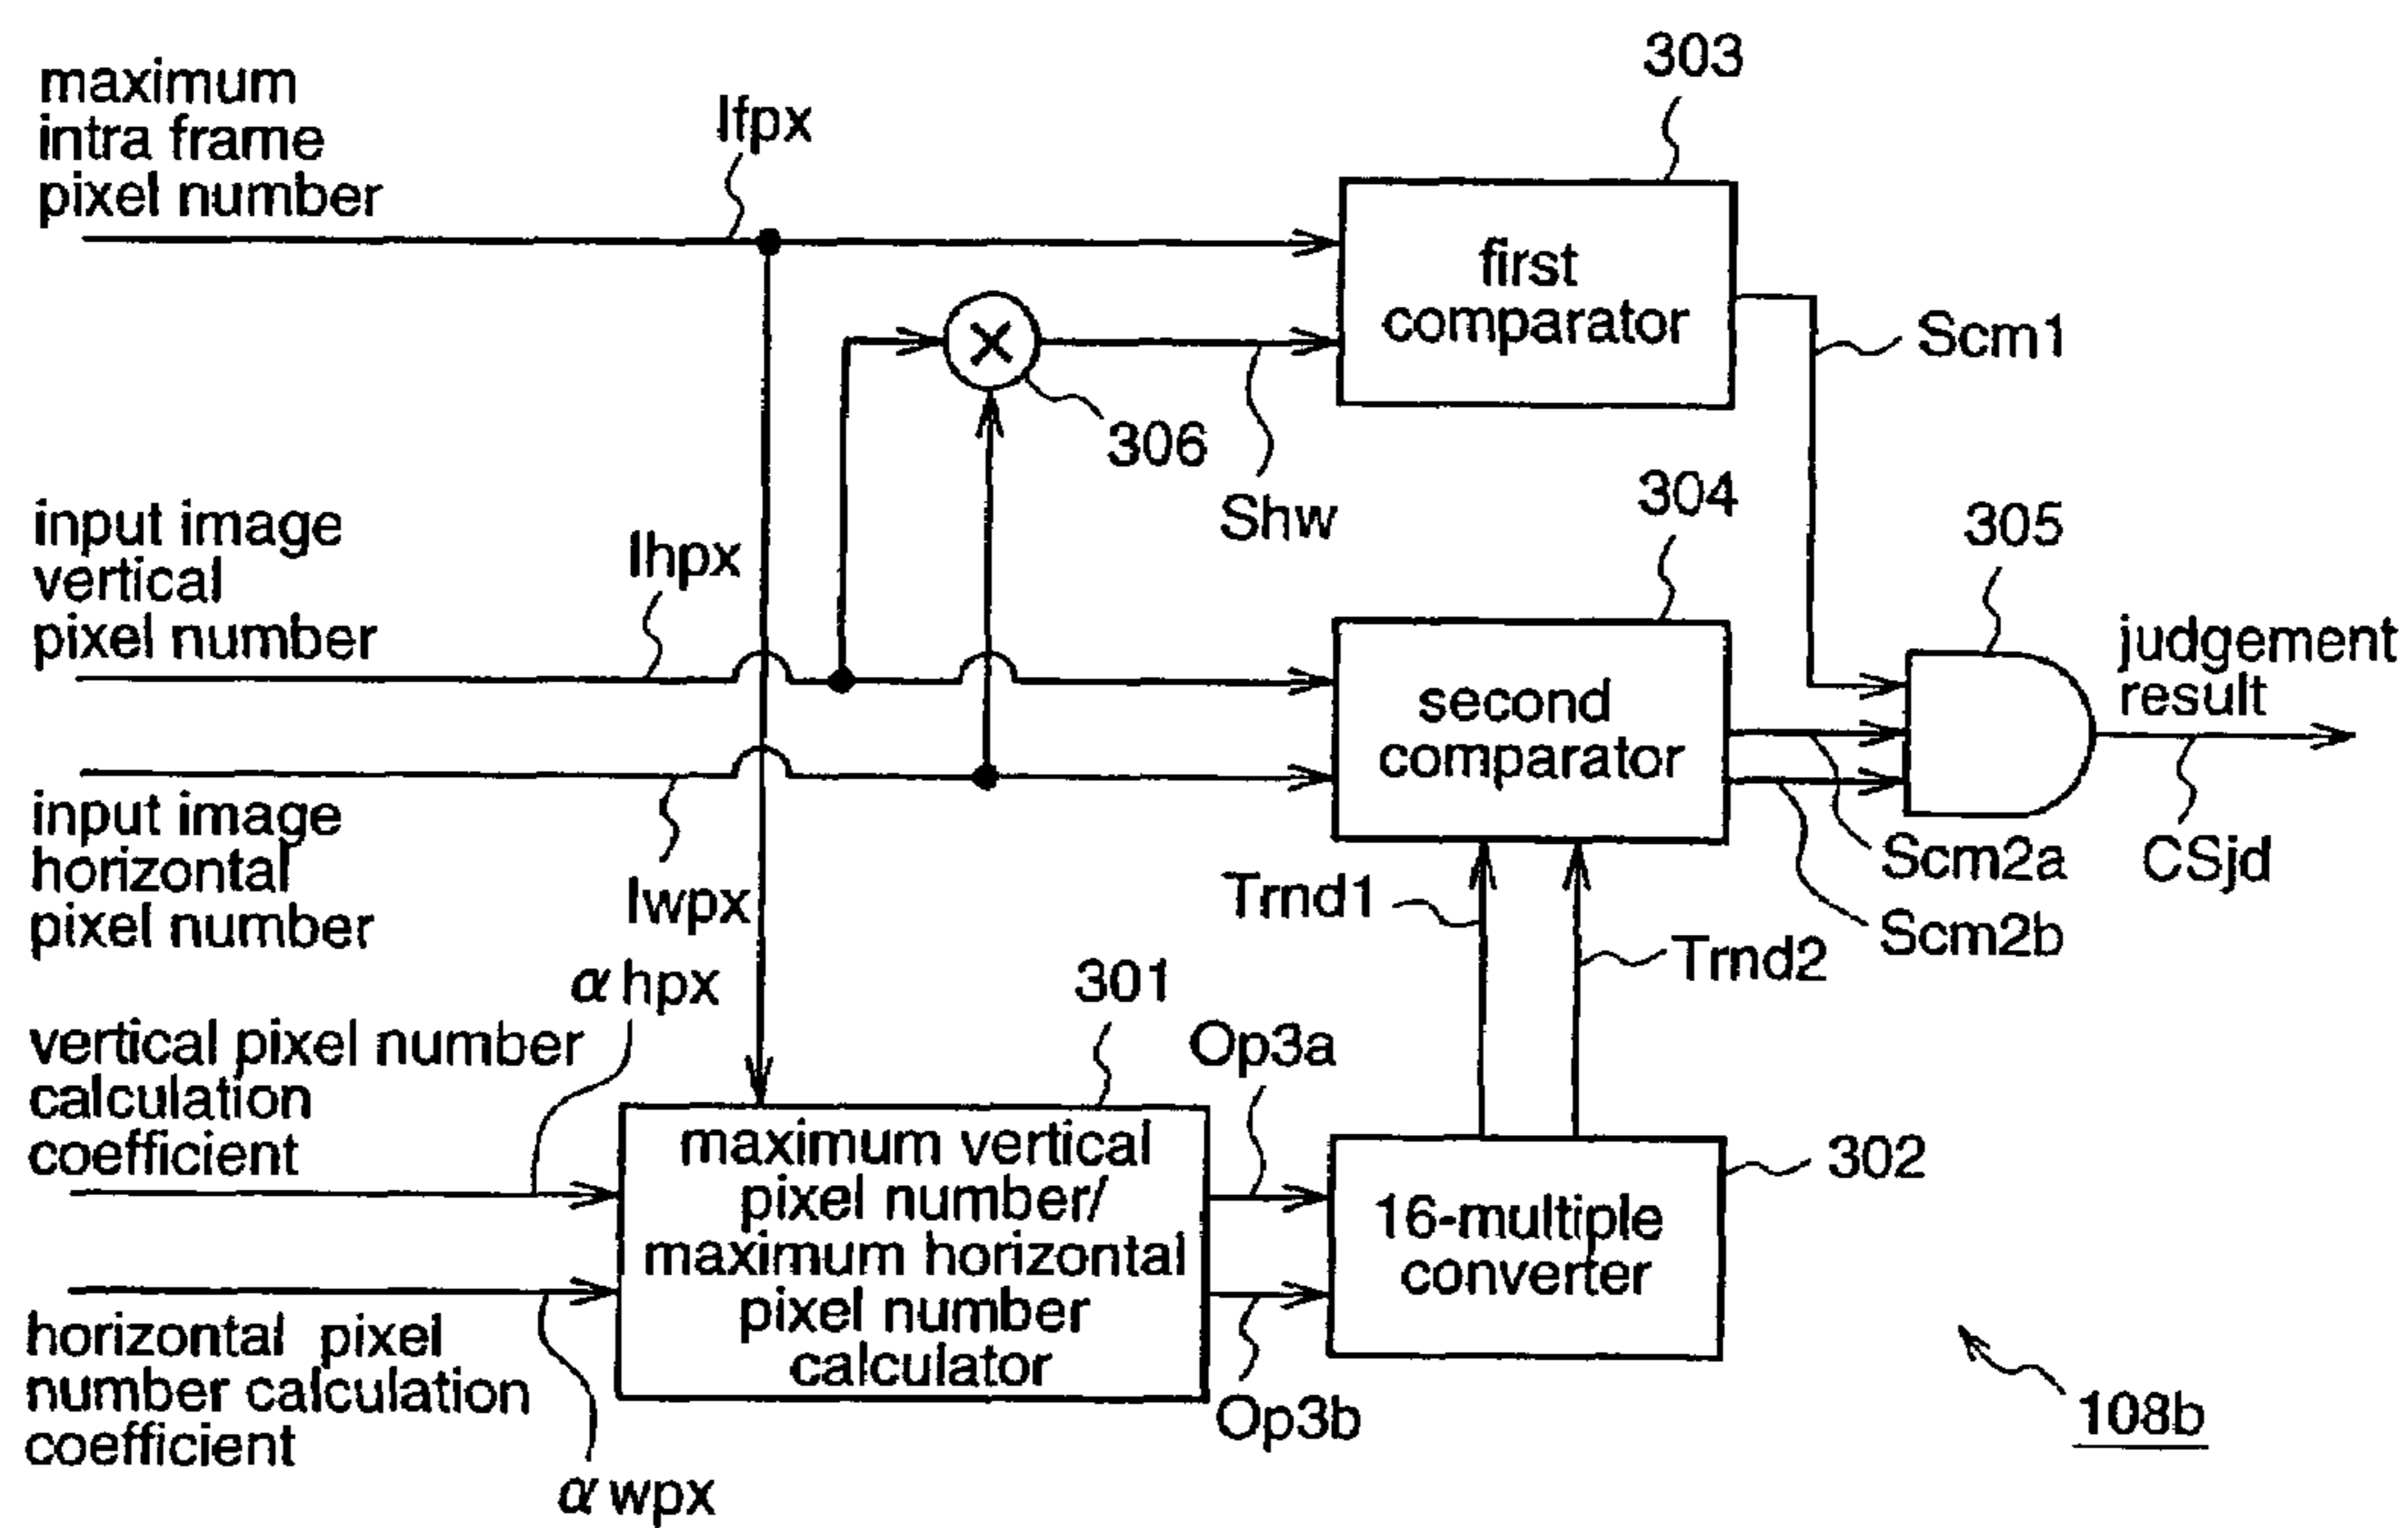 maximum
intra frame
pixel number
Ifpx
303
first
comparator
Scm1
306
Shw
input image
vertical
pixel number
Ihpx
304
305
second
comparator
judgement
result
input image
horizontal
pixel number
Iwpx
Trnd1
Trnd2
Scm2a
Scm2b
CSjd
αhpx
vertical pixel number
calculation
coefficient
301
maximum vertical
pixel number/
maximum horizontal
pixel number
calculator
Op3a
Op3b
302
16-multiple
converter
horizontal pixel
number calculation
coefficient
αwpx
108b